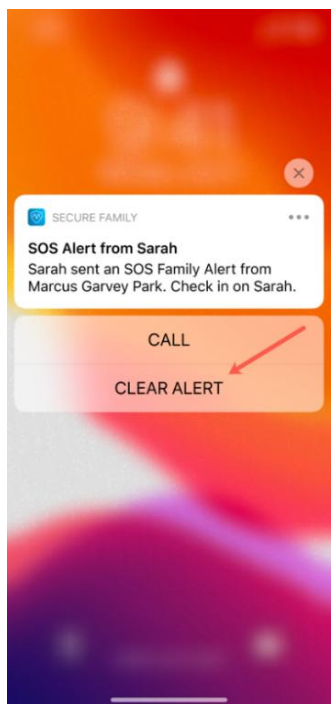 SECURE FAMILY
SOS Alert from Sarah
Sarah sent an SOS Family Alert from
Marcus Garvey Park. Check in on Sarah.
CALL
CLEAR ALERT